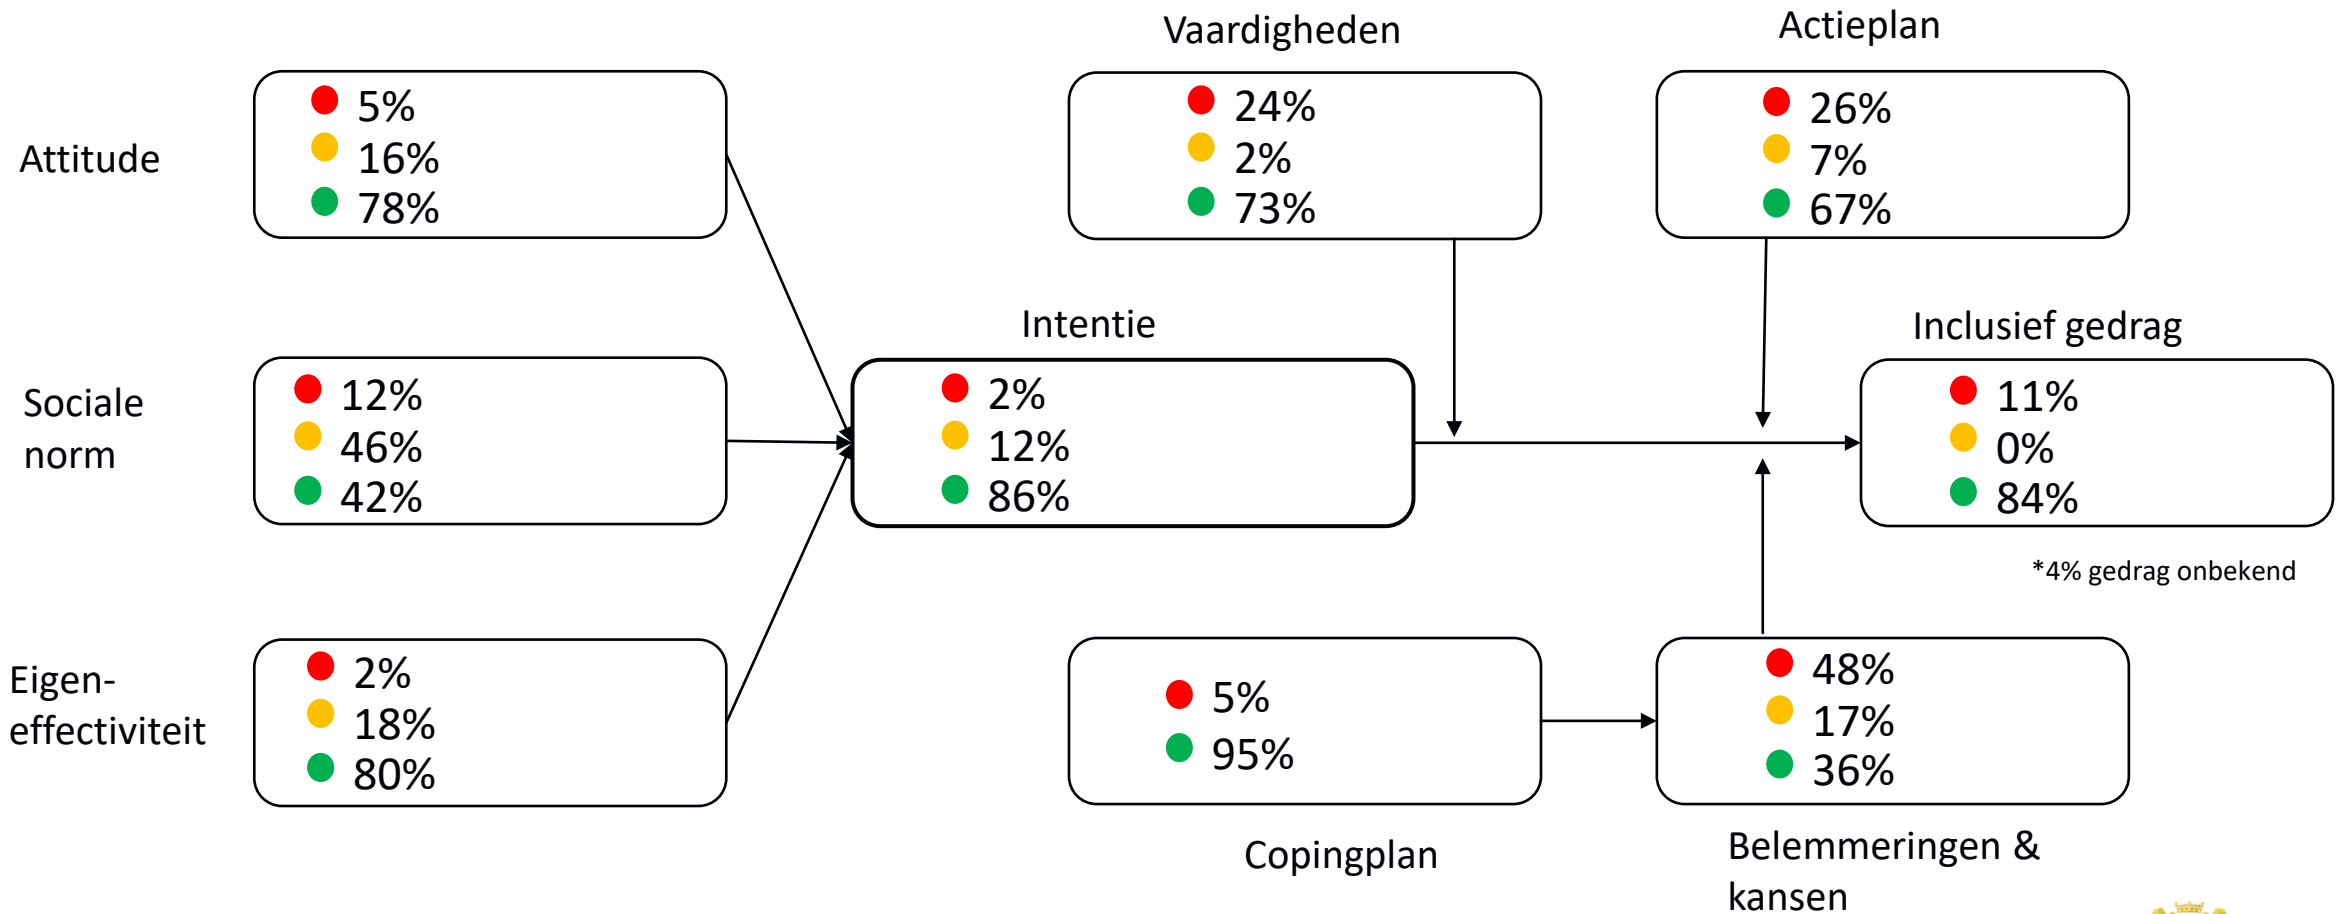 Vaardigheden
Actieplan
Attitude
5%
16%
78%
24%
2%
73%
26%
7%
67%
Intentie
Inclusief gedrag
Sociale
norm
12%
46%
42%
2%
12%
86%
11%
0%
84%
*4% gedrag onbekend
Eigen-
effectiviteit
2%
18%
80%
5%
95%
48%
17%
36%
Copingplan
Belemmeringen &
kansen